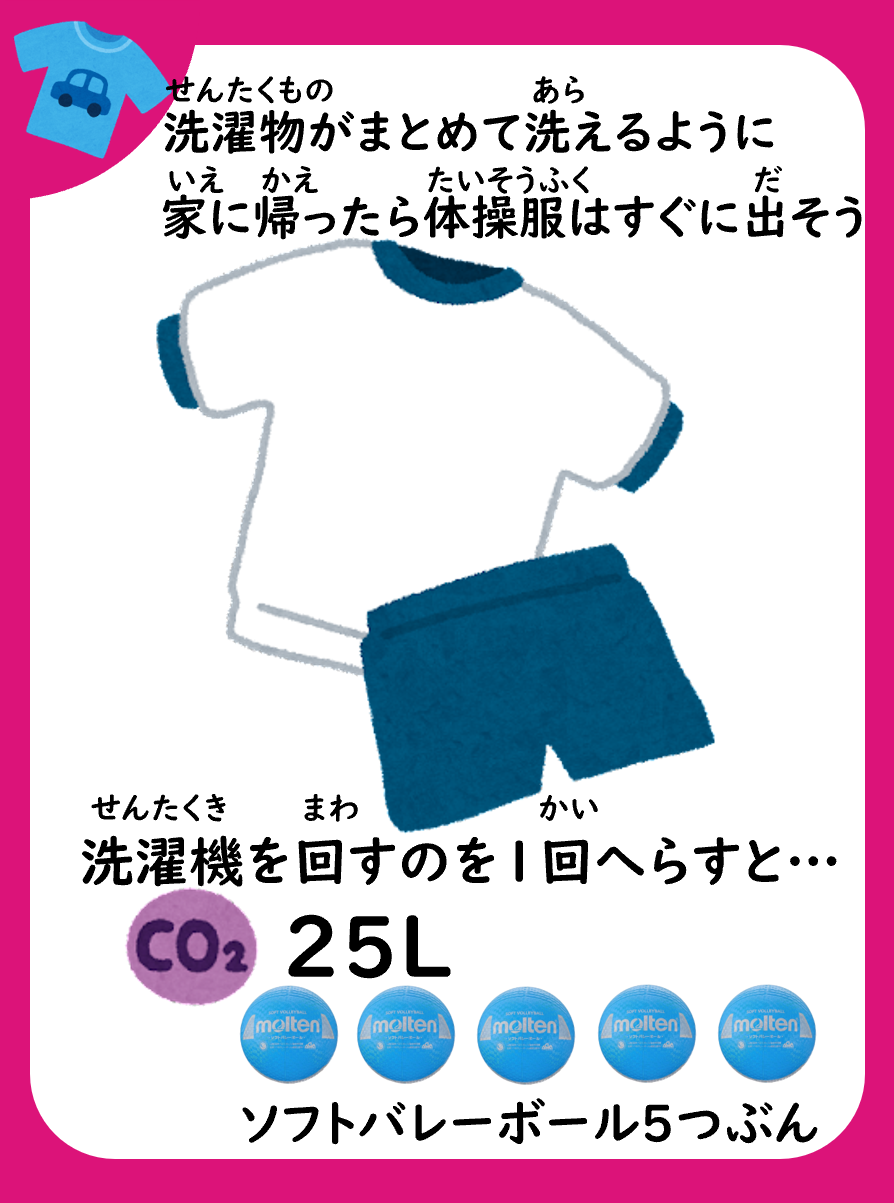 せんたくもの あら
洗濯物がまとめて洗えるように
いえ かえ たいそうふく だ
家に帰ったら体操服はすぐに出そう
せんたくき まわ かい
洗濯機を回すのを1回へらすと…
CO₂ 25L
molten molten molten molten molten
ソフトバレーボール5つぶん